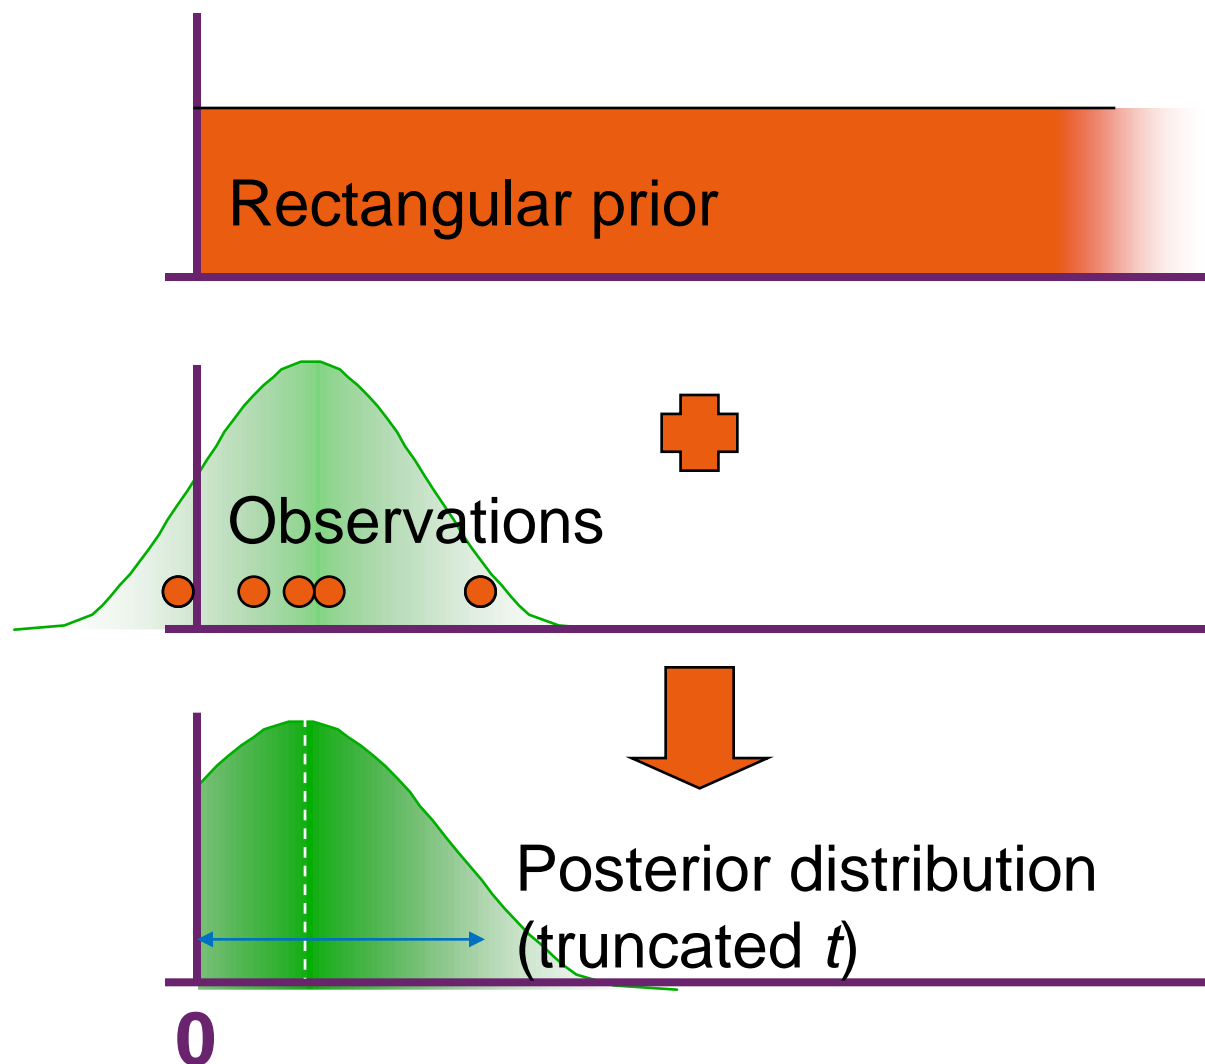 Rectangular prior
Observations
Posterior distribution
(truncated t)
0